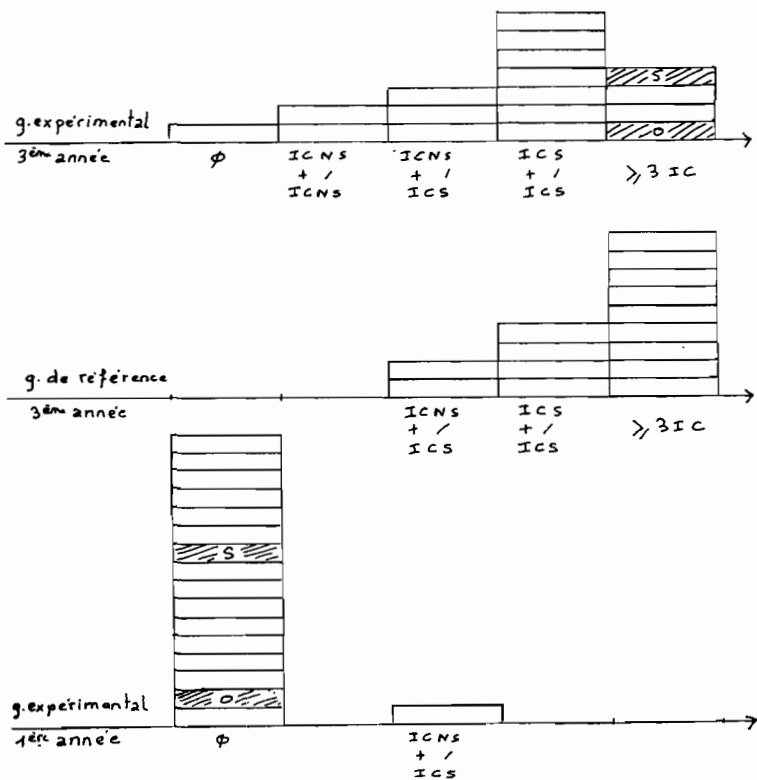 S
g. expérimental O
3ème année φ ICNS ICNS ICS ⩾ 3 IC
+ / + / + /
ICNS ICS ICS
g. de référence
3ème année ICNS ICS ⩾ 3 IC
+ / + /
ICS ICS
S
g. expérimental O
1ère année φ ICNS
+ /
ICS